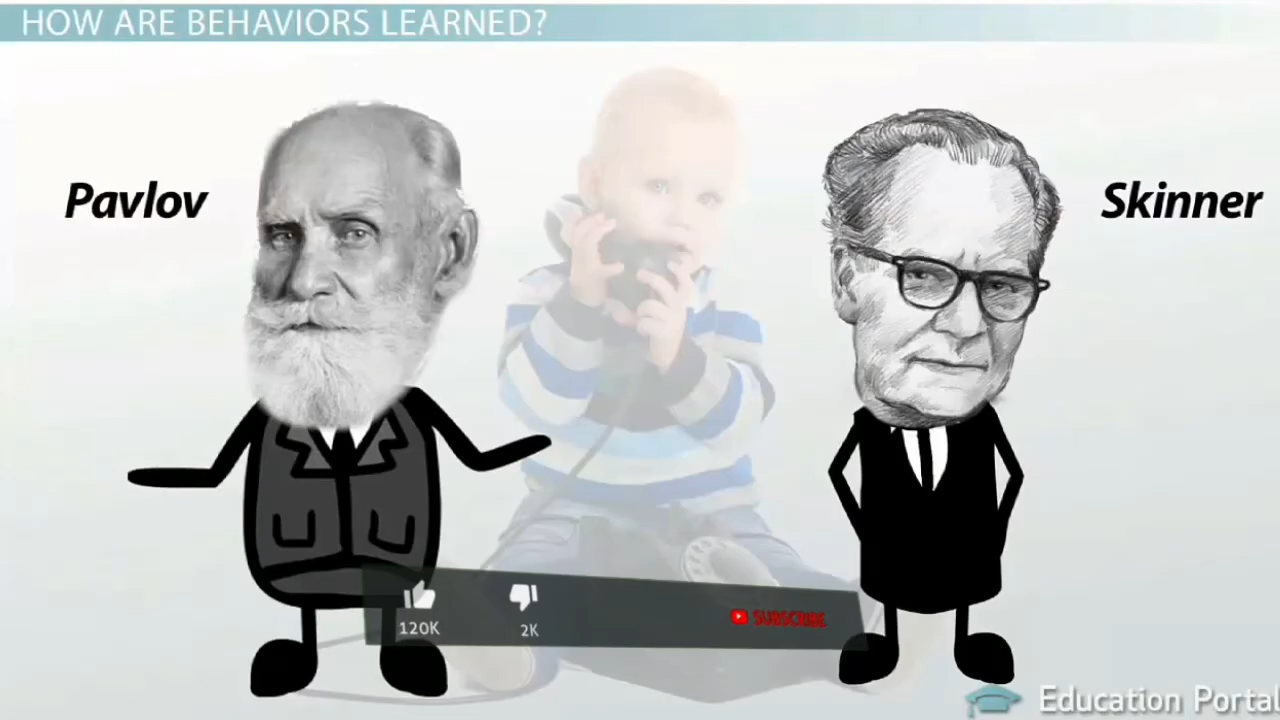 HOW ARE BEHAVIORS LEARNED?
Pavlov
Skinner
120K
2K
SUBSCRIBE
Education Portal